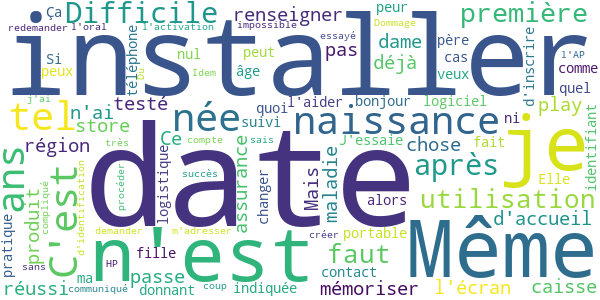 Ça Difficile renseigner peur première
redemander l'oral l'activation impossible Dommage
installer
Si téléphone nul peut dame essayé père d'inscrire
peux ou Idem âge pas déjà cas veux quel l'AP comme
tel j'ai n'ai testé quoi l'aider bonjour logiciel play
store née suivi naissance ni je identifiant
région Ce J'essaie chose fait
ans très compte sais
date
C'est produit compliqué d'identification procéder logistique assurance changer Mais maladie après Elle
succès alors utilisation
pratique demander m'adresser portable Même d'accueil
n'est
sans HP fille créer faut
ma passe contact
réussi communiqué donnant coup indiquée mémoriser l'écran caisse